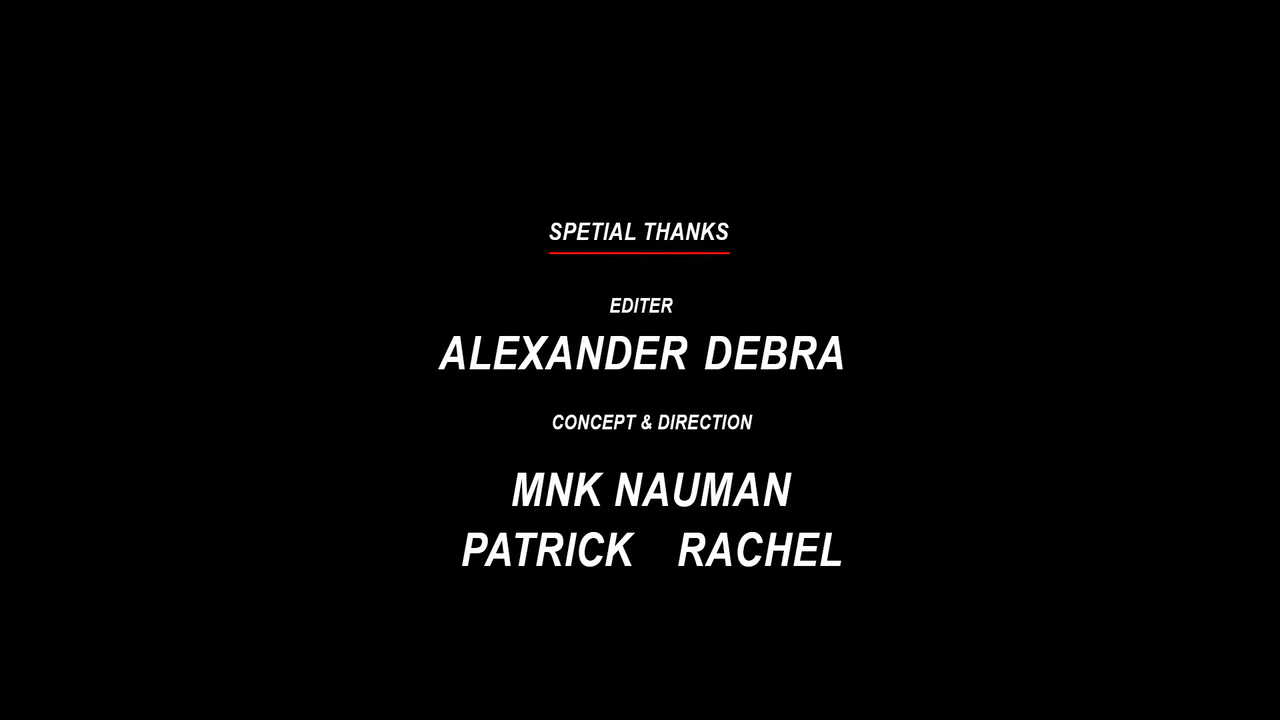 SPETIAL THANKS
EDITER
ALEXANDER DEBRA
CONCEPT & DIRECTION
MNK NAUMAN
PATRICK RACHEL